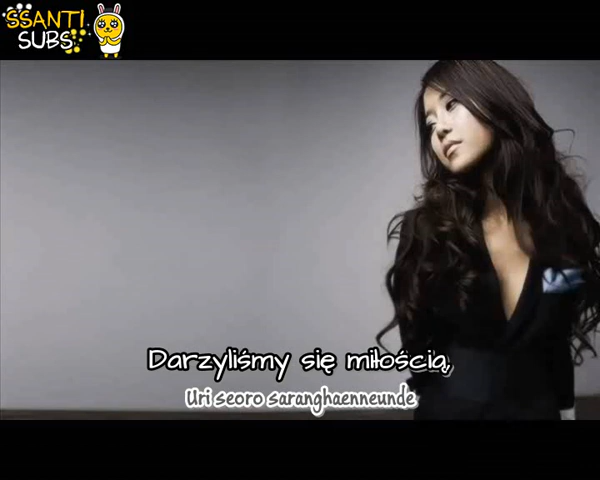 SSANTI
SUBS
Darzyliśmy się miłością,
Uri seoro saranghaenneunde